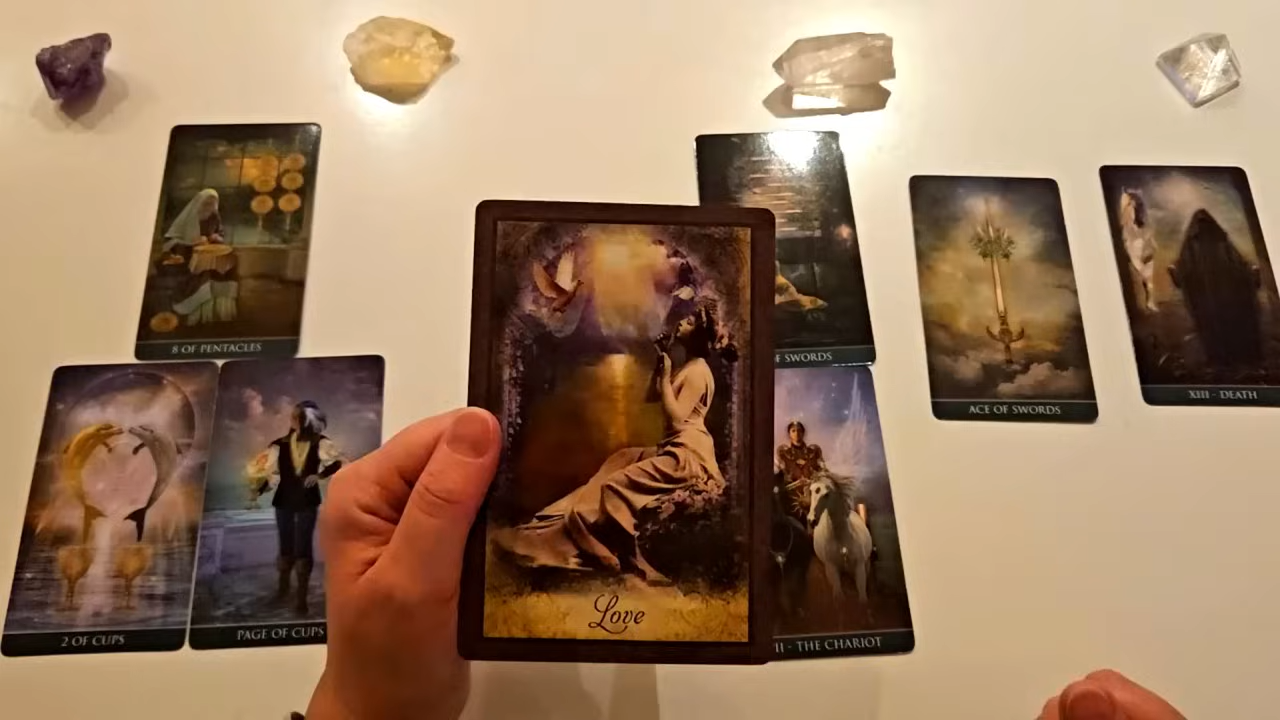 8 OF PENTACLES
OF SWORDS
ACE OF SWORDS
XIII - DEATH
2 OF CUPS
PAGE OF CUPS
Love
II - THE CHARIOT